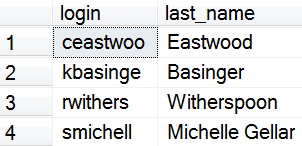 login last_name
1 ceastwoo Eastwood
2 kbasinge Basinger
3 rwithers Witherspoon
4 smichell Michelle Gellar